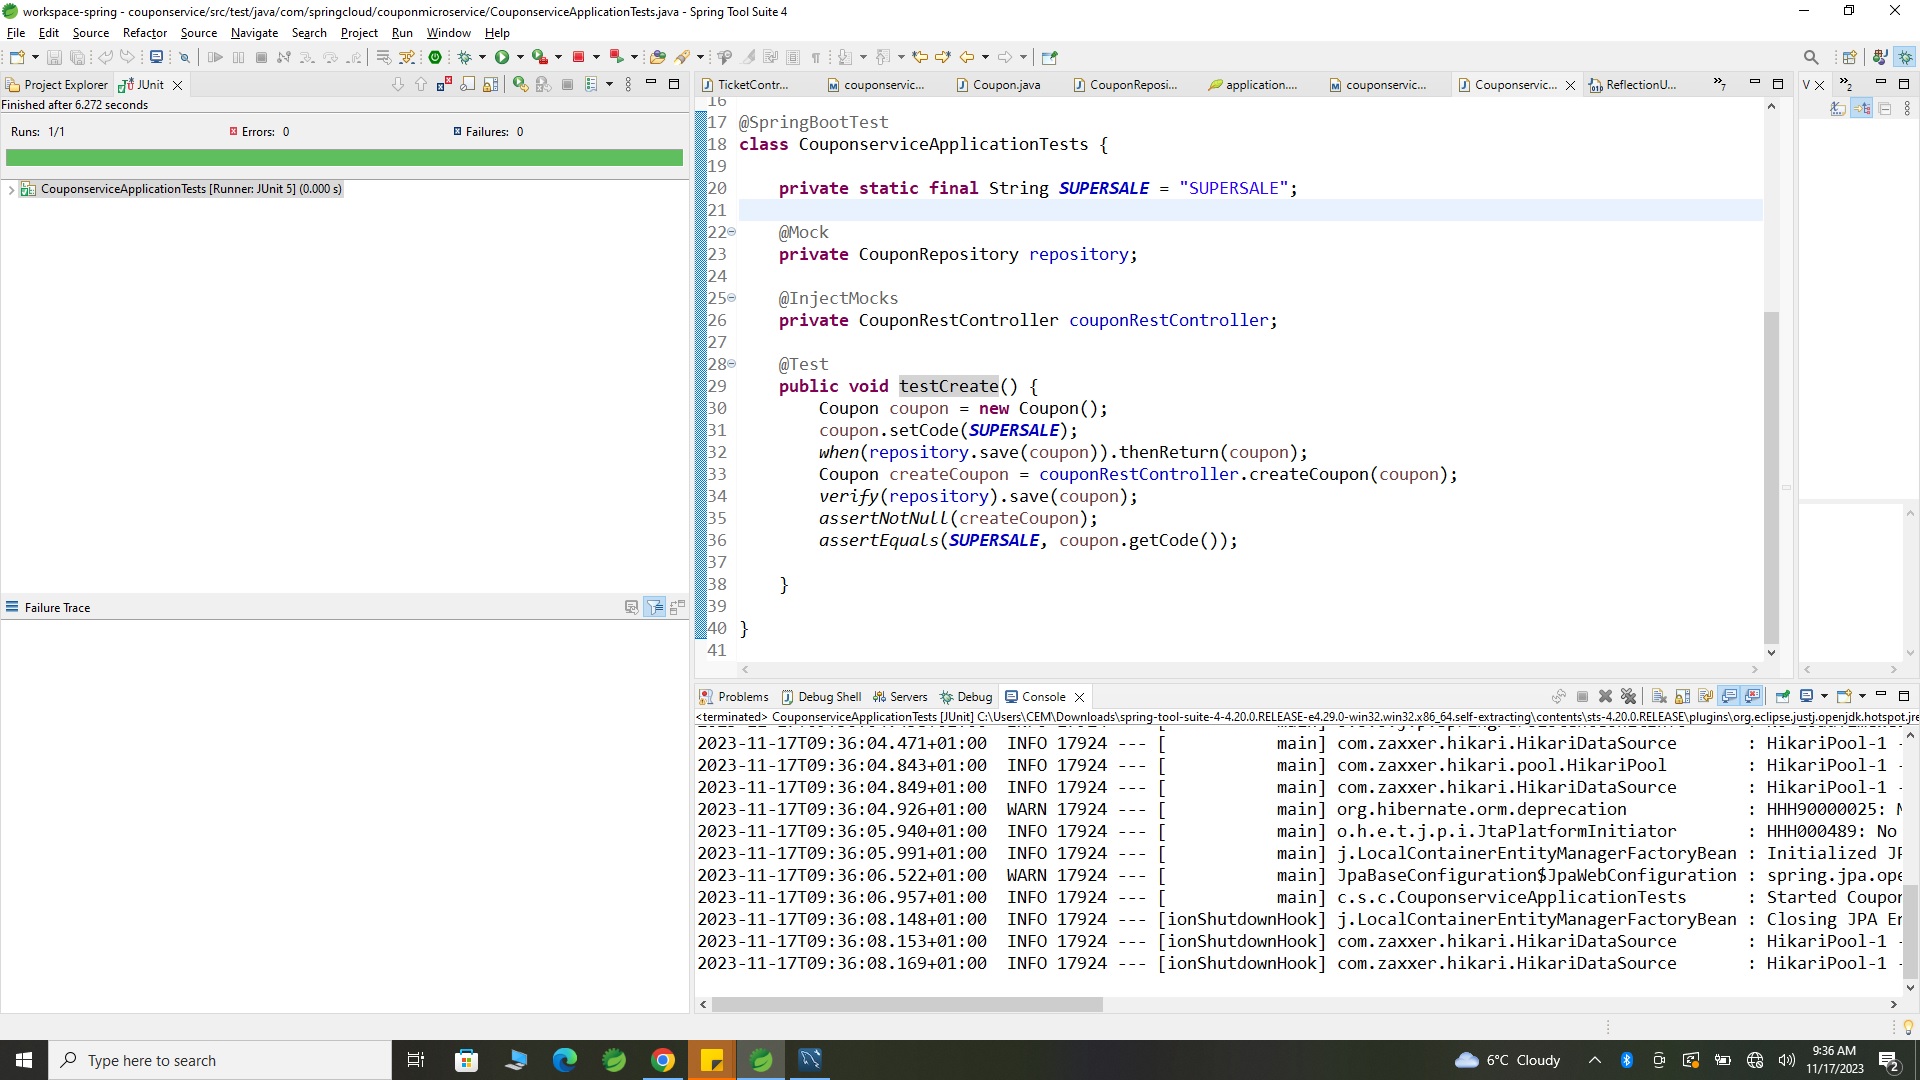 workspace-spring - couponservice/src/test/java/com/springcloud/couponmicroservice/CouponserviceApplicationTests.java - Spring Tool Suite 4
File Edit Source Refactor Source Navigate Search Project Run Window Help
Project Explorer JUnit
Finished after 6.272 seconds
Runs: 1/1 Errors: 0 Failures: 0
CouponserviceApplicationTests [Runner: JUnit 5] (0.000 s)
Failure Trace
TicketContr... couponservic... Coupon.java CouponReposi... application.... couponservic... Couponservic... ReflectionU... 7
V 2
16
17 @SpringBootTest
18 class CouponserviceApplicationTests {
19
20 private static final String SUPERSALE = "SUPERSALE";
21
22 @Mock
23 private CouponRepository repository;
24
25 @InjectMocks
26 private CouponRestController couponRestController;
27
28 @Test
29 public void testCreate() {
30 Coupon coupon = new Coupon();
31 coupon.setCode(SUPERSALE);
32 when(repository.save(coupon)).thenReturn(coupon);
33 Coupon createCoupon = couponRestController.createCoupon(coupon);
34 verify(repository).save(coupon);
35 assertNotNull(createCoupon);
36 assertEquals(SUPERSALE, coupon.getCode());
37
38 }
39
40 }
41
Problems Debug Shell Servers Debug Console
<terminated> CouponserviceApplicationTests [JUnit] C:\Users\CEM\Downloads\spring-tool-suite-4-4.20.0.RELEASE-e4.29.0-win32.win32.x86_64.self-extracting\contents\sts-4.20.0.RELEASE\plugins\org.eclipse.justj.openjdk.hotspot.jre
2023-11-17T09:36:04.471+01:00 INFO 17924 --- [ main] com.zaxxer.hikari.HikariDataSource : HikariPool-1 -
2023-11-17T09:36:04.843+01:00 INFO 17924 --- [ main] com.zaxxer.hikari.pool.HikariPool : HikariPool-1 -
2023-11-17T09:36:04.849+01:00 INFO 17924 --- [ main] com.zaxxer.hikari.HikariDataSource : HikariPool-1 -
2023-11-17T09:36:04.926+01:00 WARN 17924 --- [ main] org.hibernate.orm.deprecation : HHH90000025:
2023-11-17T09:36:05.940+01:00 INFO 17924 --- [ main] o.h.e.t.j.p.i.JtaPlatformInitiator : HHH000489: No
2023-11-17T09:36:05.991+01:00 INFO 17924 --- [ main] j.LocalContainerEntityManagerFactoryBean : Initialized
2023-11-17T09:36:06.522+01:00 WARN 17924 --- [ main] JpaBaseConfiguration$JpaWebConfiguration : spring.jpa.ope
2023-11-17T09:36:06.957+01:00 INFO 17924 --- [ main] c.s.c.CouponserviceApplicationTests : Started Coupon
2023-11-17T09:36:08.148+01:00 INFO 17924 --- [ionShutdownHook] j.LocalContainerEntityManagerFactoryBean : Closing JPA
2023-11-17T09:36:08.153+01:00 INFO 17924 --- [ionShutdownHook] com.zaxxer.hikari.HikariDataSource : HikariPool-1 -
2023-11-17T09:36:08.169+01:00 INFO 17924 --- [ionShutdownHook] com.zaxxer.hikari.HikariDataSource : HikariPool-1 -
Type here to search
6°C Cloudy
9:36 AM
11/17/2023
2